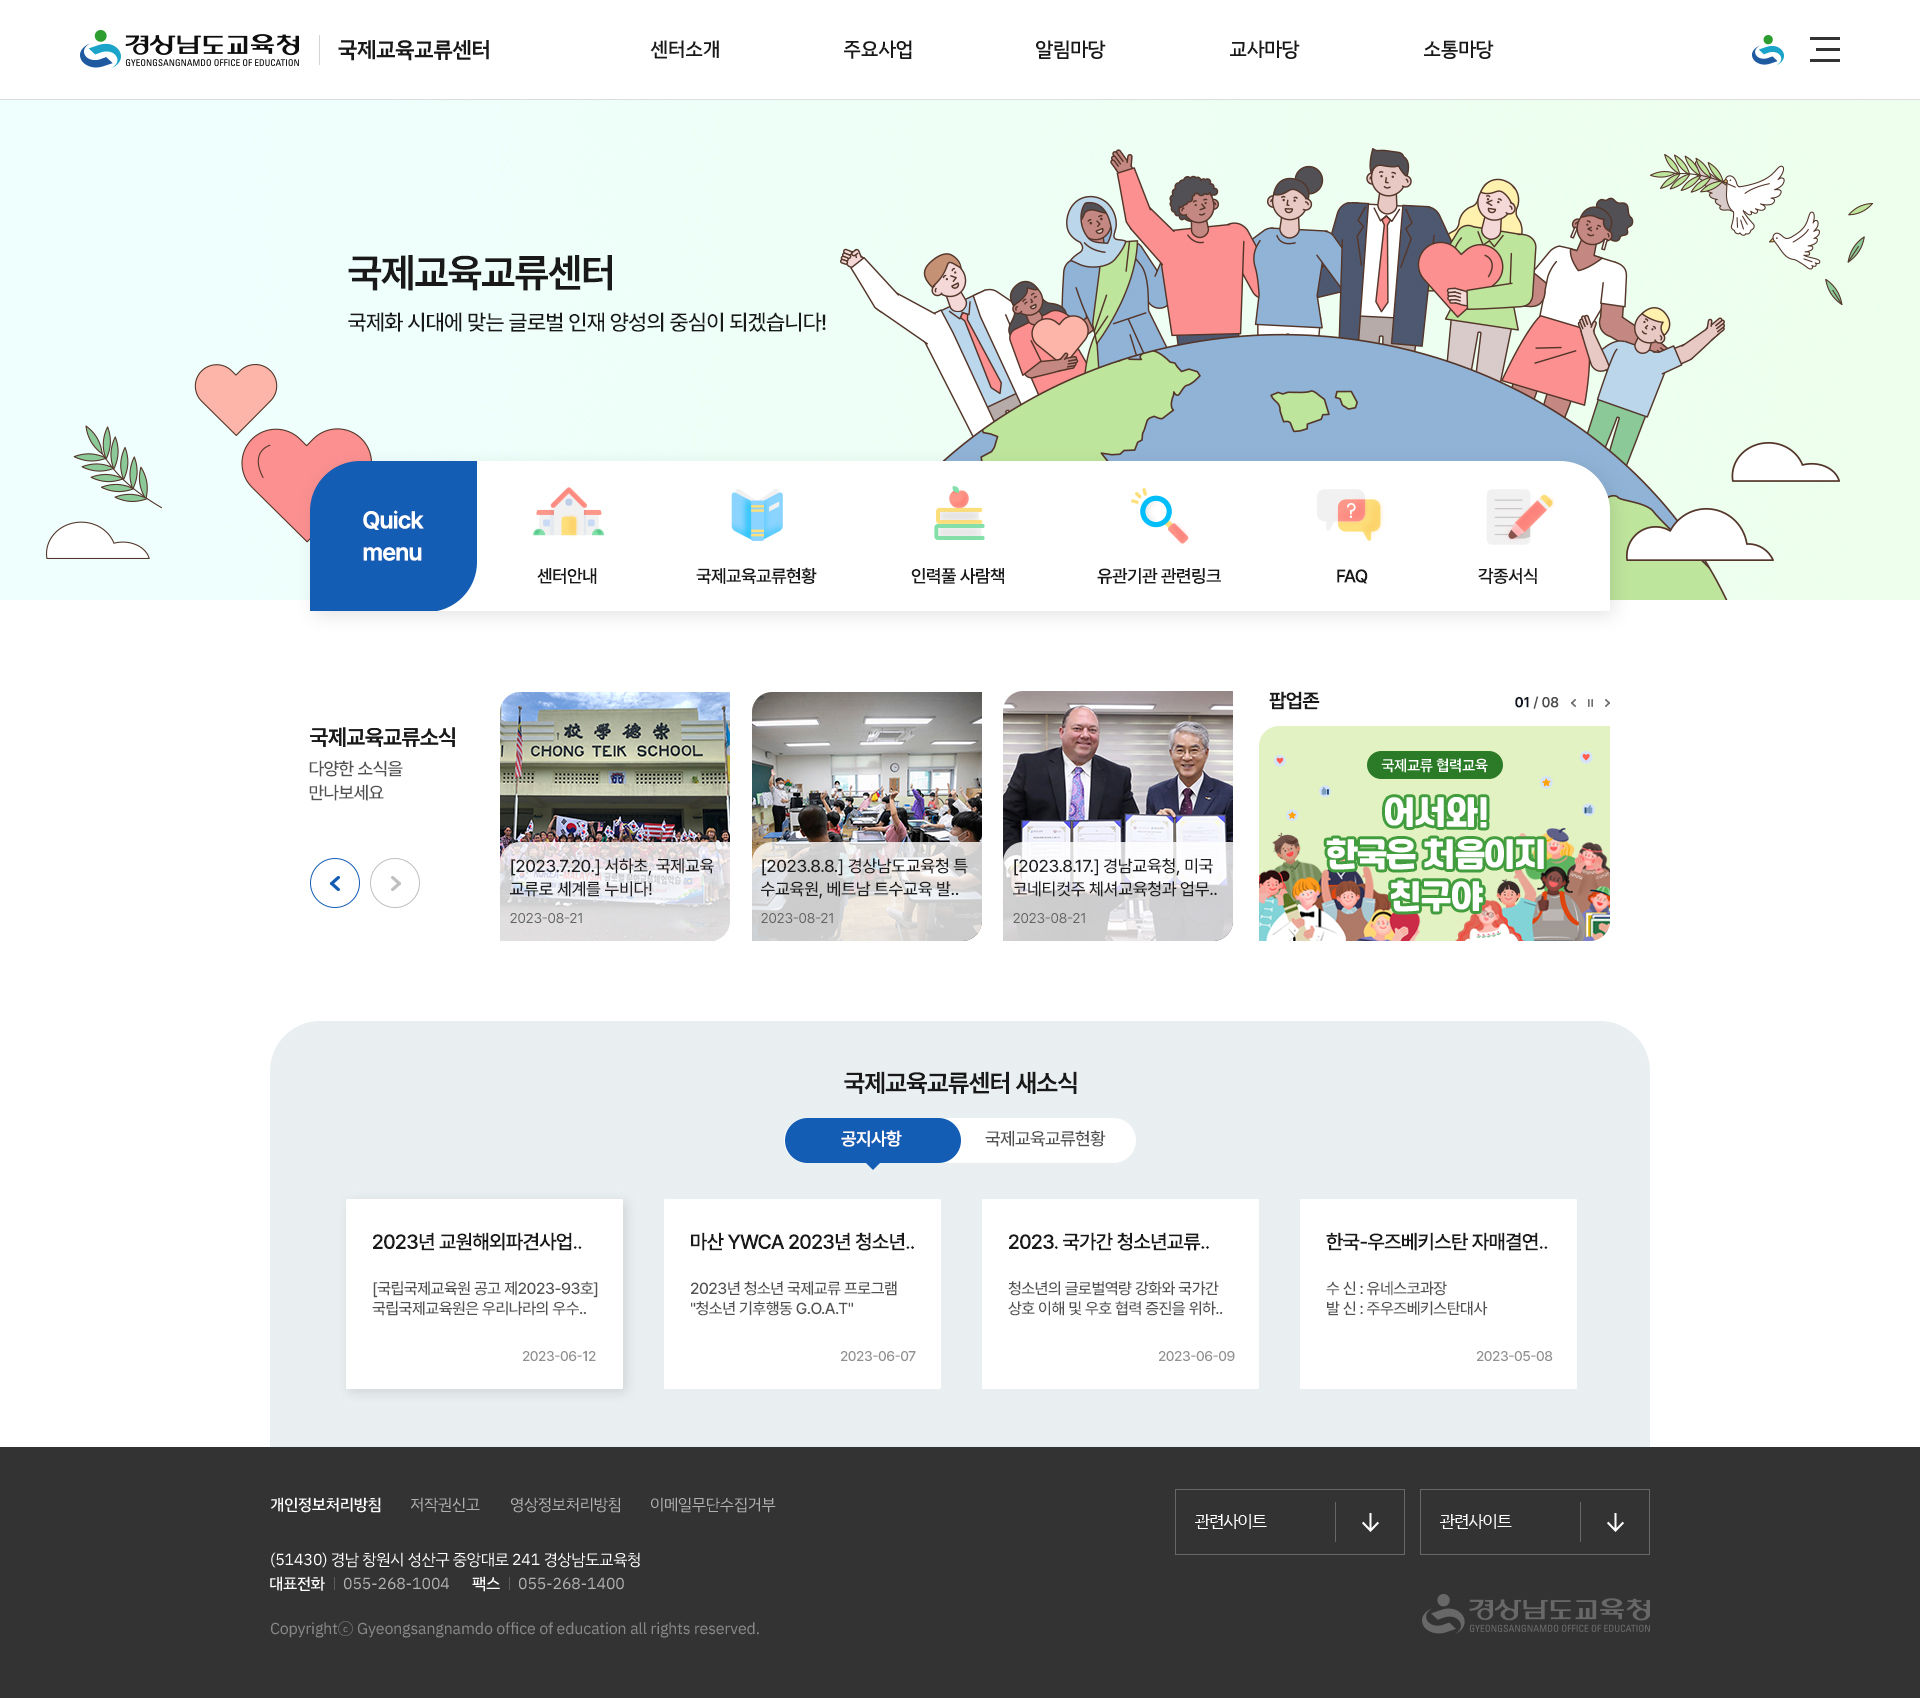 경상남도교육청
GYEONGSANGNAMDO OFFICE OF EDUCATION
국제교육교류센터
센터소개
주요사업
알림마당
교사마당
소통마당
국제교육교류센터
국제화 시대에 맞는 글로벌 인재 양성의 중심이 되겠습니다!
Quick
menu
센터안내
국제교육교류현황
인력풀 사람책
유관기관 관련링크
?
FAQ
각종서식
국제교육교류소식
다양한 소식을
만나보세요
校學德崇
CHONG TEIK SCHOOL
[2023.7.20.] 서하초, 국제교육
교류로 세계를 누비다!
2023-08-21
[2023.8.8.] 경상남도교육청 특
수교육원, 베트남 트수교육 발..
2023-08-21
[2023.8.17.] 경남교육청, 미국
코네티컷주 체셔교육청과 업무..
2023-08-21
팝업존
01 / 08
국제교류 협력교육
어서와!
한국은 처음이지
친구야
국제교육교류센터 새소식
공지사항
국제교육교류현황
2023년 교원해외파견사업..
[국립국제교육원 공고 제2023-93호]
국립국제교육원은 우리나라의 우수..
2023-06-12
마산 YWCA 2023년 청소년..
2023년 청소년 국제교류 프로그램
"청소년 기후행동 G.O.A.T"
2023-06-07
2023. 국가간 청소년교류..
청소년의 글로벌역량 강화와 국가간
상호 이해 및 우호 협력 증진을 위하..
2023-06-09
한국-우즈베키스탄 자매결연..
수 신 : 유네스코과장
발 신 : 주우즈베키스탄대사
2023-05-08
개인정보처리방침
저작권신고
영상정보처리방침
이메일무단수집거부
(51430) 경남 창원시 성산구 중앙대로 241 경상남도교육청
대표전화 055-268-1004 팩스 055-268-1400
Copyrightⓒ Gyeongsangnamdo office of education all rights reserved.
관련사이트
관련사이트
경상남도교육청
GYEONGSANGNAMDO OFFICE OF EDUCATION